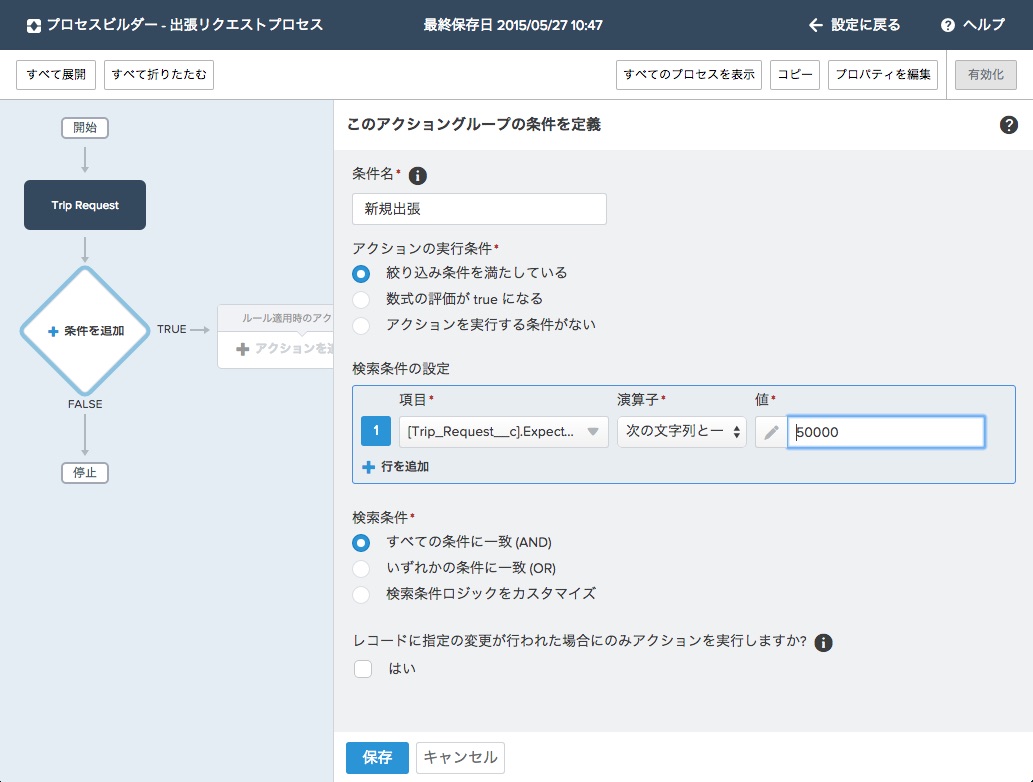 プロセスビルダー - 出張リクエストプロセス 最終保存日 2015/05/27 10:47 設定に戻る ヘルプ
すべて展開 すべて折りたたむ すべてのプロセスを表示 コピー プロパティを編集 有効化
開始
Trip Request
条件を追加
TRUE
ルール適用時のアク
アクションを追
FALSE
停止
このアクショングループの条件を定義
条件名*
新規出張
アクションの実行条件*
絞り込み条件を満たしている
数式の評価が true になる
アクションを実行する条件がない
検索条件の設定
項目* 演算子* 値*
1 [Trip_Request__c].Expect... 次の文字列と一 50000
行を追加
検索条件*
すべての条件に一致 (AND)
いずれかの条件に一致 (OR)
検索条件ロジックをカスタマイズ
レコードに指定の変更が行われた場合にのみアクションを実行しますか?
はい
保存 キャンセル